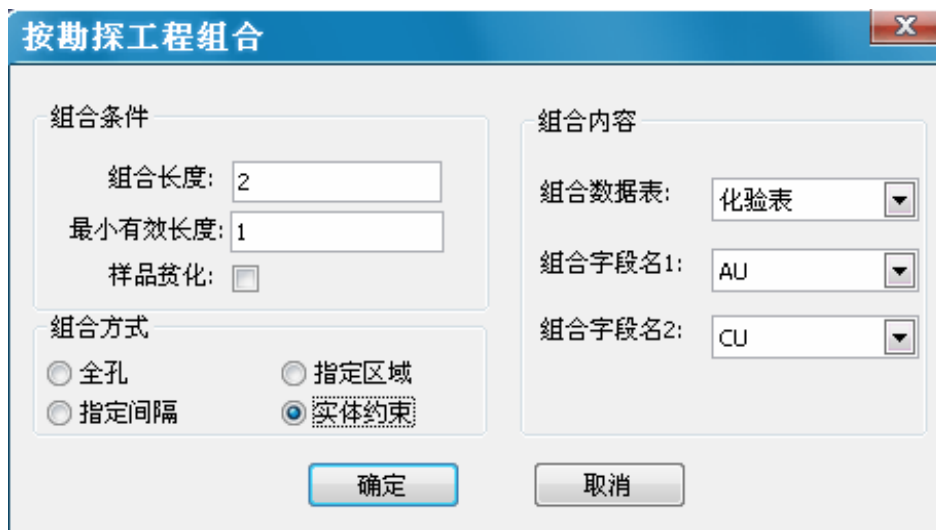 按勘探工程组合
组合条件
组合长度: 2
最小有效长度: 1
样品贫化:
组合方式
全孔 指定区域
指定间隔 实体约束
组合内容
组合数据表: 化验表
组合字段名1: AU
组合字段名2: CU
确定 取消